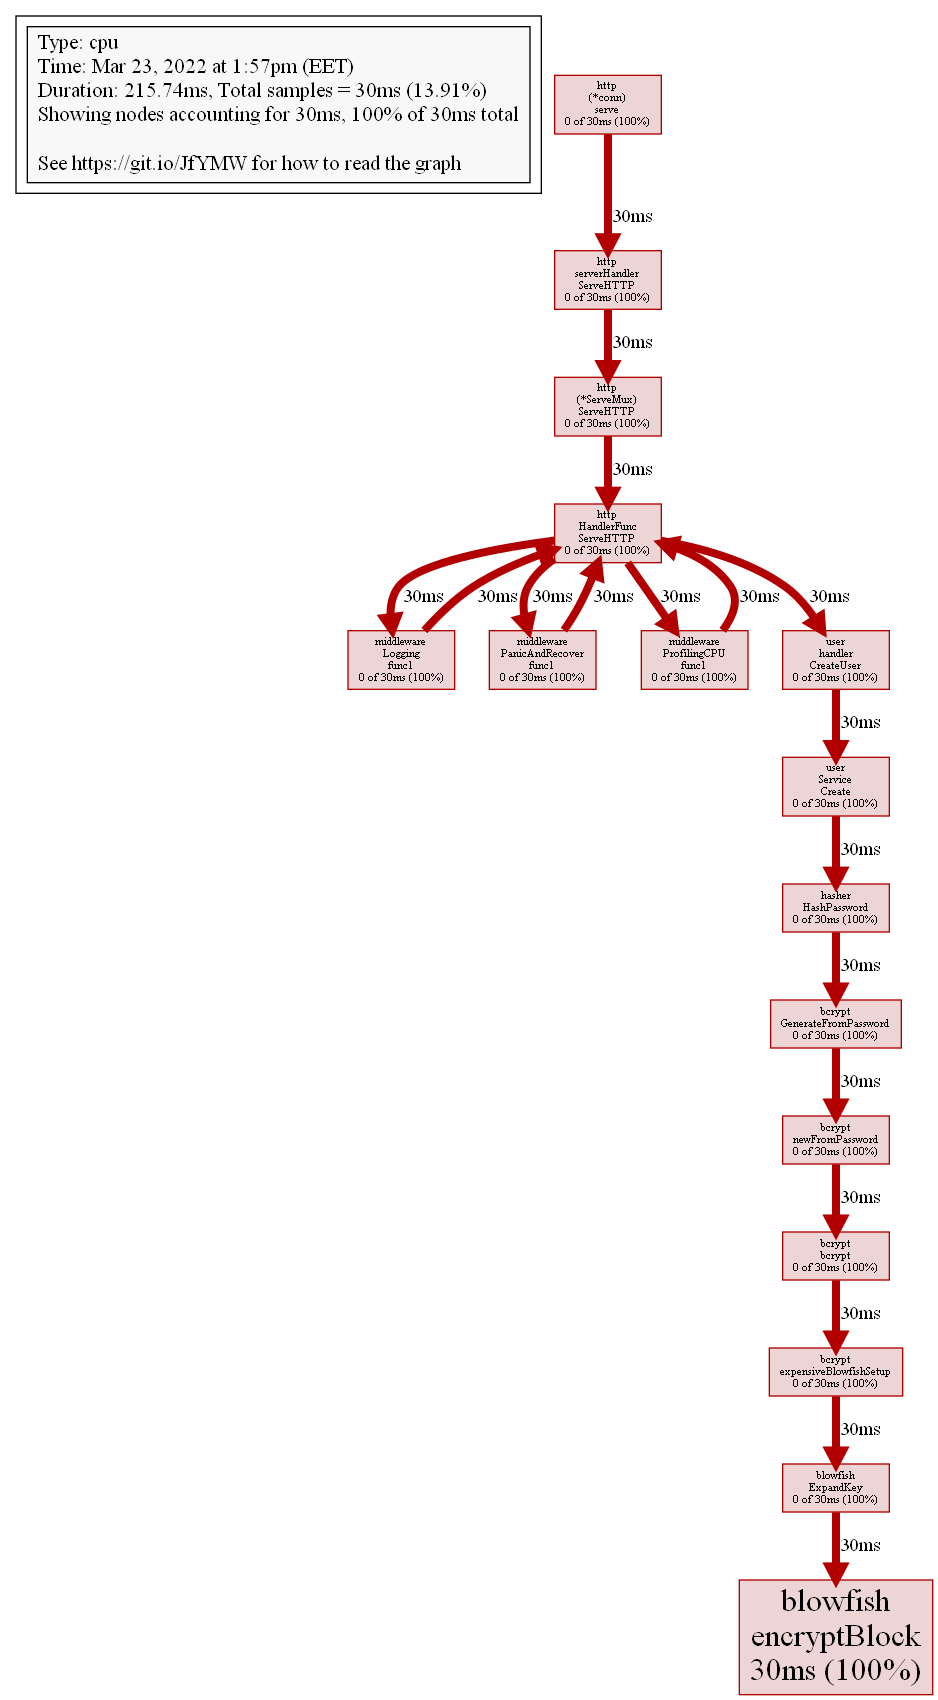 Type: cpu
Time: Mar 23, 2022 at 1:57pm (EET)
Duration: 215.74ms, Total samples = 30ms (13.91%)
Showing nodes accounting for 30ms, 100% of 30ms total
See https://git.io/JfYMW for how to read the graph
http
(*conn)
serve
0 of 30ms (100%)
30ms
http
serverHandler
ServeHTTP
0 of 30ms (100%)
30ms
http
(*ServeMux)
ServeHTTP
0 of 30ms (100%)
30ms
http
HandlerFunc
ServeHTTP
0 of 30ms (100%)
30ms
30ms
30ms
30ms
30ms
30ms
30ms
middleware
Logging
func1
0 of 30ms (100%)
middleware
PanicAndRecover
func1
0 of 30ms (100%)
middleware
ProfilingCPU
func1
0 of 30ms (100%)
user
handler
CreateUser
0 of 30ms (100%)
30ms
user
Service
Create
0 of 30ms (100%)
30ms
hasher
HashPassword
0 of 30ms (100%)
30ms
bcrypt
GenerateFromPassword
0 of 30ms (100%)
30ms
bcrypt
newFromPassword
0 of 30ms (100%)
30ms
bcrypt
bcrypt
0 of 30ms (100%)
30ms
bcrypt
expensiveBlowfishSetup
0 of 30ms (100%)
30ms
blowfish
ExpandKey
0 of 30ms (100%)
30ms
blowfish
encryptBlock
30ms (100%)